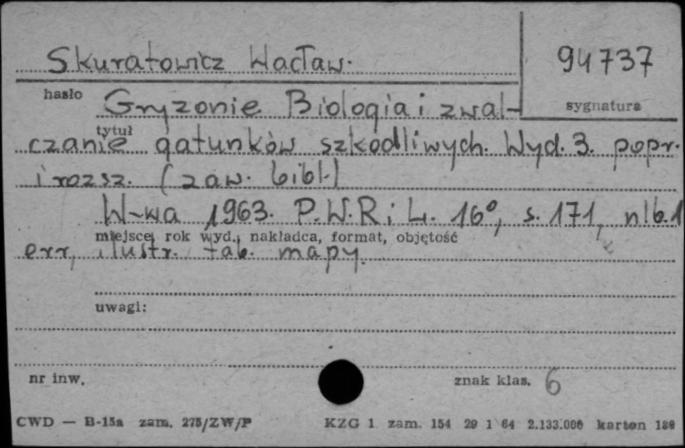 Skuratowicz Wacław.
94737
hasło
sygnatura
Gryzonie Biologia i zwal-
tytuł
czanie gatunków szkodliwych. Wyd. 3. popr.
i rozsz. (zaw. bibl.)
W-wa 1963. P.W.R i L. 16°, s. 171, nlb. 1
miejsce, rok wyd., nakładca, format, objętość
err, ilustr. tab. mapy.
uwagi:
nr inw.
znak klas. 6
CWD — B-15a zam. 275/ZW/P
KZG 1 zam. 154 29 1 64 2.133.000 karton